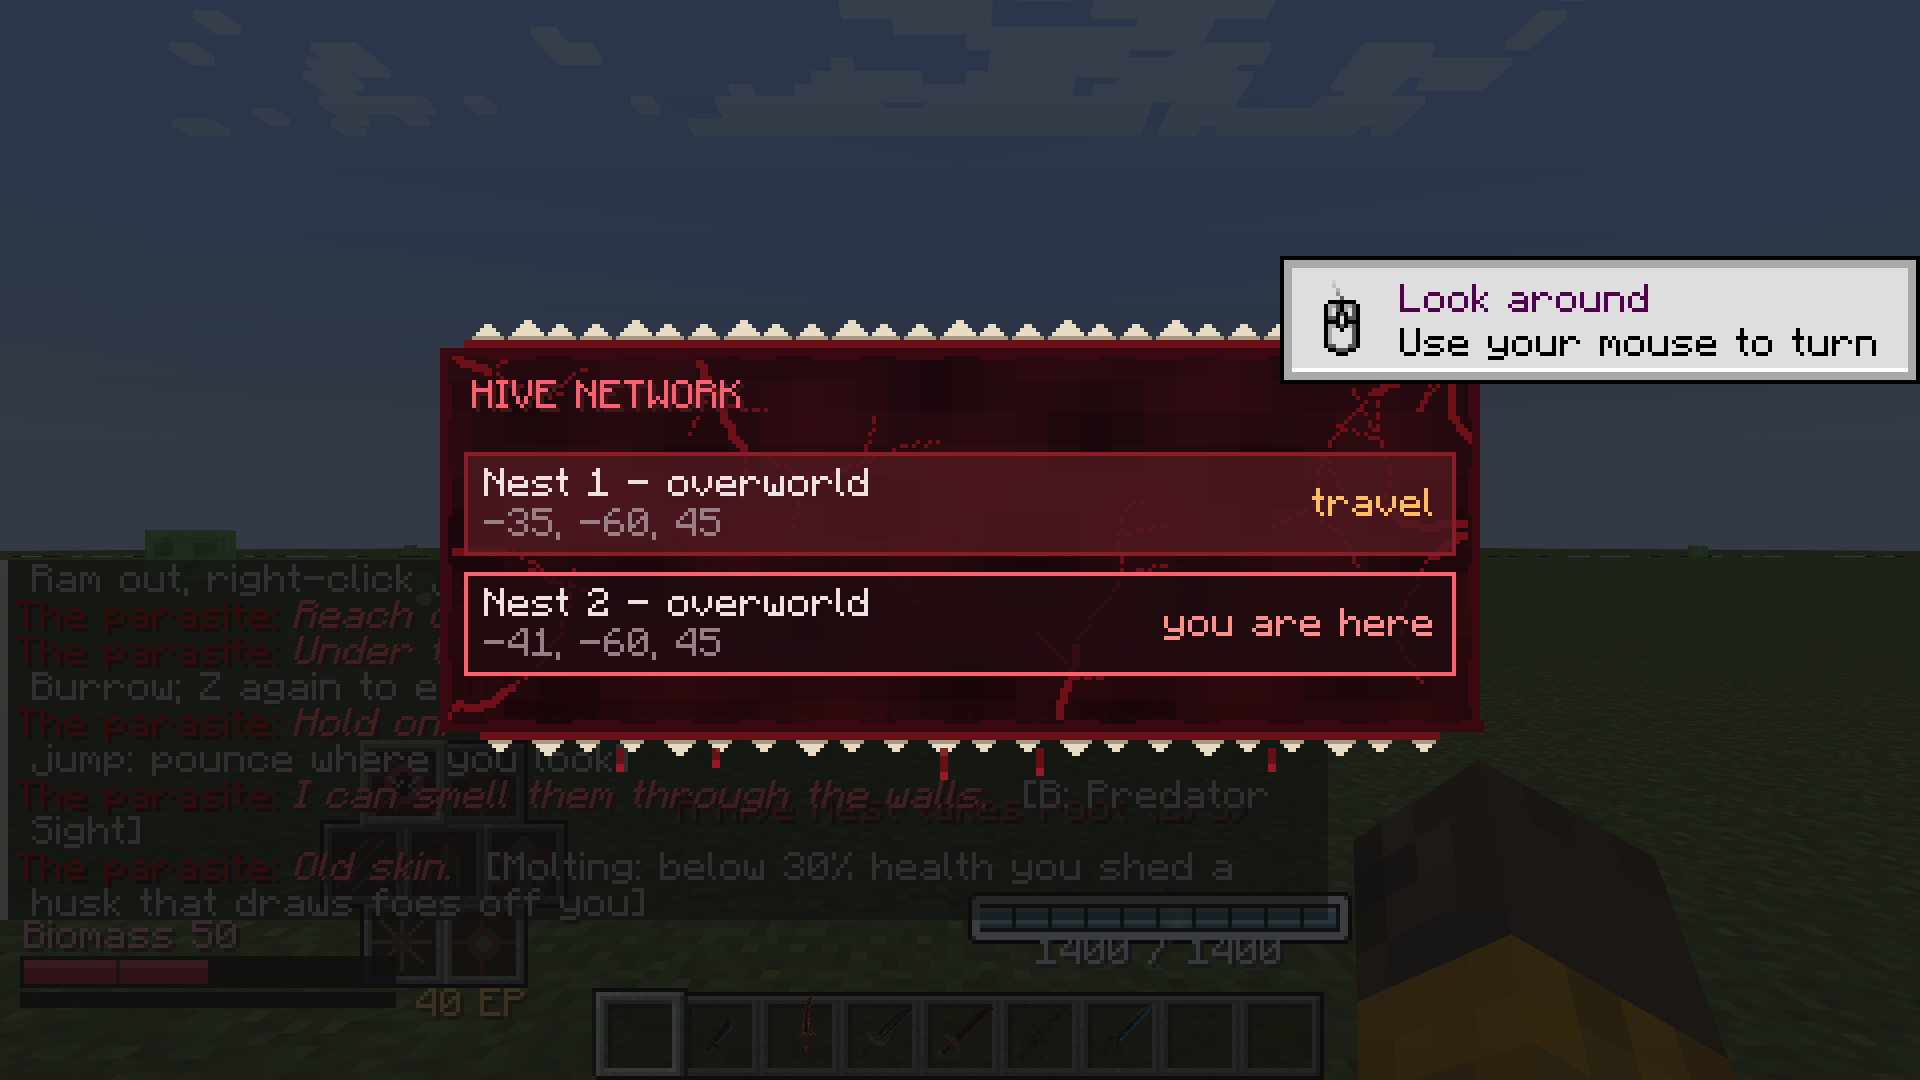 Look around
Use your mouse to turn
HIVE NETWORK
Nest 1 - overworld
-35, -60, 45
travel
Nest 2 - overworld
-41, -60, 45
you are here
Ram out, right-click
The parasite: Reach
The parasite: Under
Burrow; Z again to e
The parasite: Hold on.
jump: pounce where you look
The parasite: I can smell them through the walls. [B: Predator
Sight]
The parasite: Old skin. [Molting: below 30% health you shed a
husk that draws foes off you]
Biomass 50
40 EP
1400 / 1400